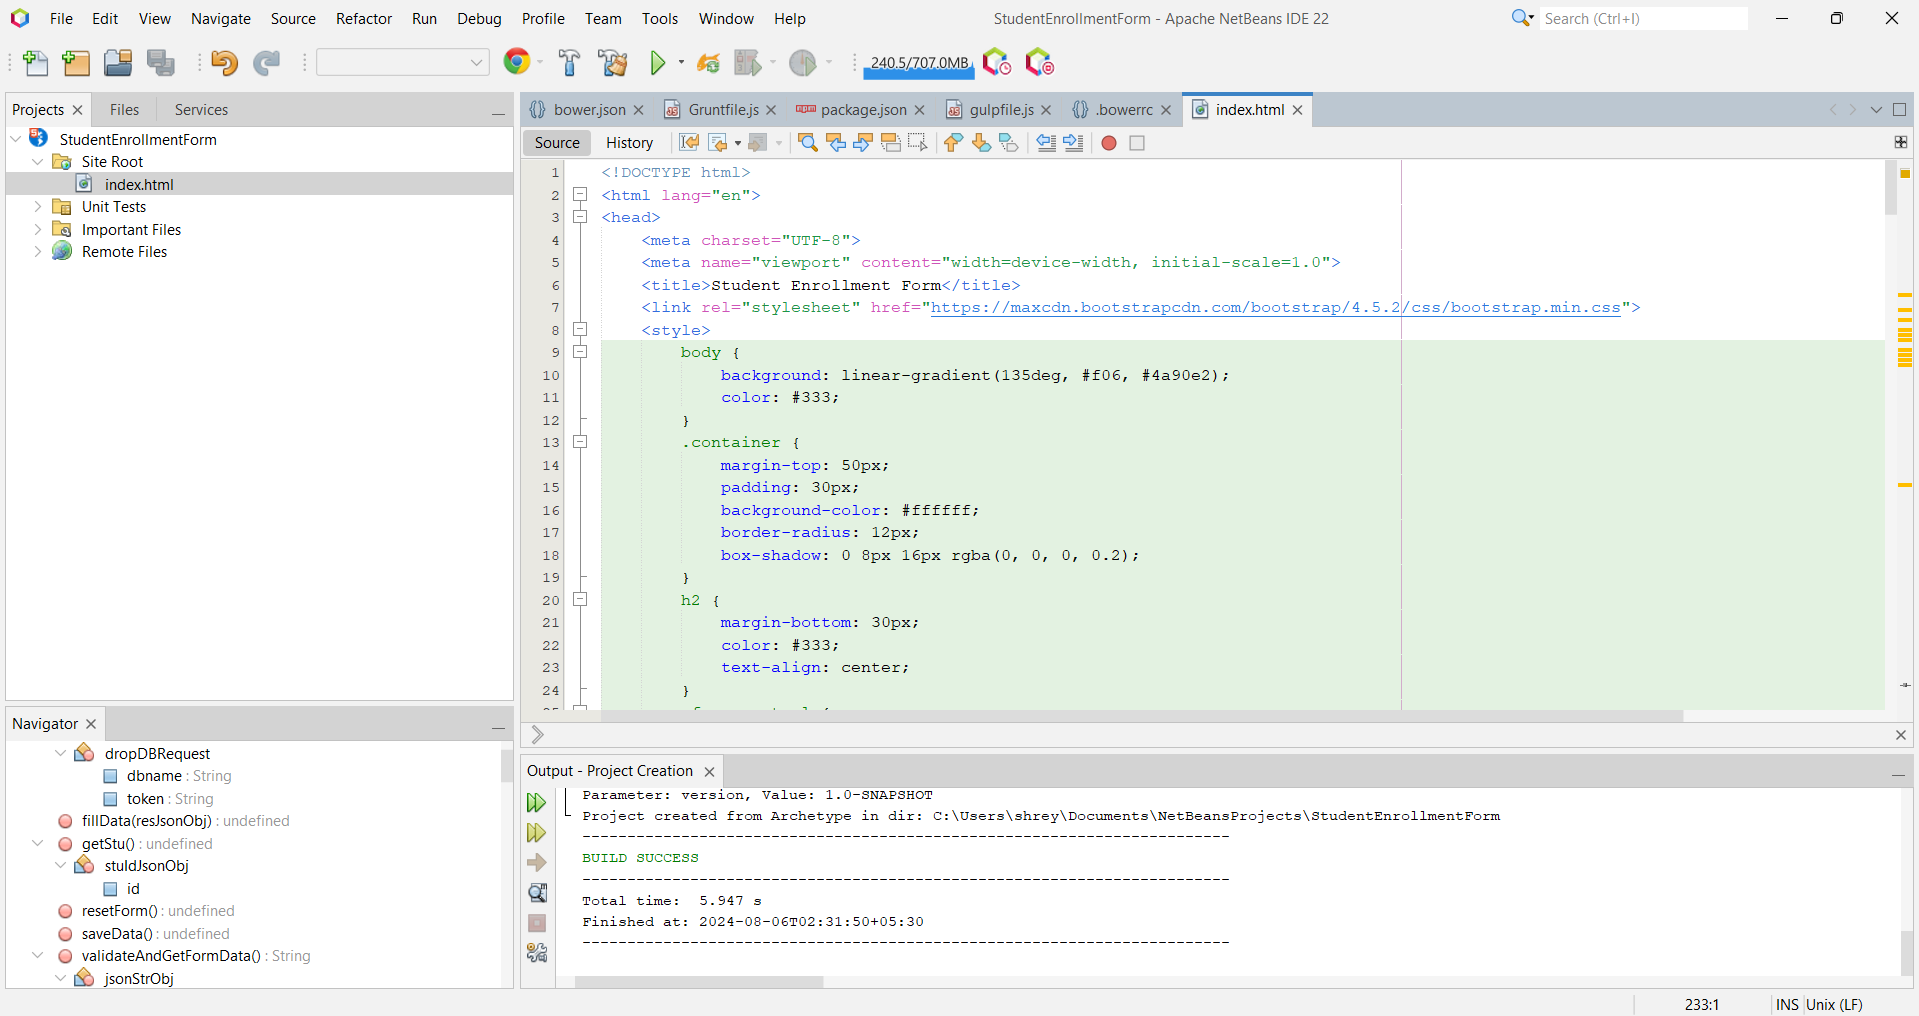 File Edit View Navigate Source Refactor Run Debug Profile Team Tools Window Help
StudentEnrollmentForm - Apache NetBeans IDE 22
Search (Ctrl+I)
240.5/707.0MB
Projects Files Services
StudentEnrollmentForm
Site Root
index.html
Unit Tests
Important Files
Remote Files
bower.json Gruntfile.js package.json gulpfile.js .bowerrc index.html
Source History
1 <!DOCTYPE html>
2 <html lang="en">
3 <head>
4 <meta charset="UTF-8">
5 <meta name="viewport" content="width=device-width, initial-scale=1.0">
6 <title>Student Enrollment Form</title>
7 <link rel="stylesheet" href="https://maxcdn.bootstrapcdn.com/bootstrap/4.5.2/css/bootstrap.min.css">
8 <style>
9 body {
10 background: linear-gradient(135deg, #f06, #4a90e2);
11 color: #333;
12 }
13 .container {
14 margin-top: 50px;
15 padding: 30px;
16 background-color: #ffffff;
17 border-radius: 12px;
18 box-shadow: 0 8px 16px rgba(0, 0, 0, 0.2);
19 }
20 h2 {
21 margin-bottom: 30px;
22 color: #333;
23 text-align: center;
24 }
Navigator
dropDBRequest
dbname : String
token : String
fillData(resJsonObj) : undefined
getStu() : undefined
stuIdJsonObj
id
resetForm() : undefined
saveData() : undefined
validateAndGetFormData() : String
jsonStrObj
Output - Project Creation
Parameter: version, Value: 1.0-SNAPSHOT
Project created from Archetype in dir: C:\Users\shrey\Documents\NetBeansProjects\StudentEnrollmentForm
------------------------------------------------------------------------
BUILD SUCCESS
------------------------------------------------------------------------
Total time:  5.947 s
Finished at: 2024-08-06T02:31:50+05:30
------------------------------------------------------------------------
233:1 INS Unix (LF)